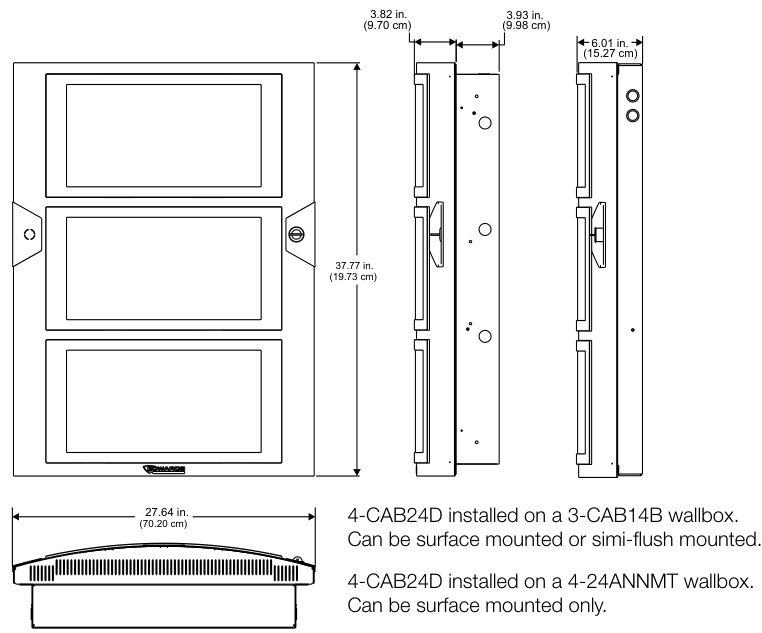 3.82 in.
(9.70 cm)
3.93 in.
(9.98 cm)
6.01 in.
(15.27 cm)
37.77 in.
(19.73 cm)
EDWARDS
27.64 in.
(70.20 cm)
4-CAB24D installed on a 3-CAB14B wallbox.
Can be surface mounted or simi-flush mounted.
4-CAB24D installed on a 4-24ANNMT wallbox.
Can be surface mounted only.